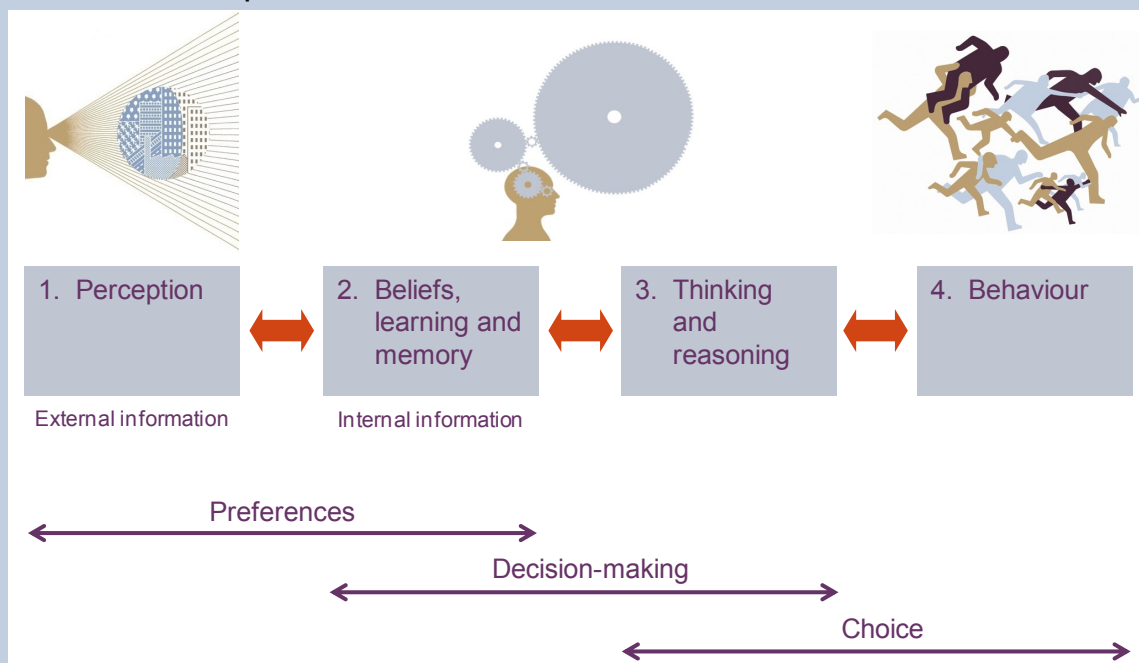 1. Perception
2. Beliefs,
learning and
memory
3. Thinking
and
reasoning
4. Behaviour
External information
Internal information
Preferences
Decision-making
Choice